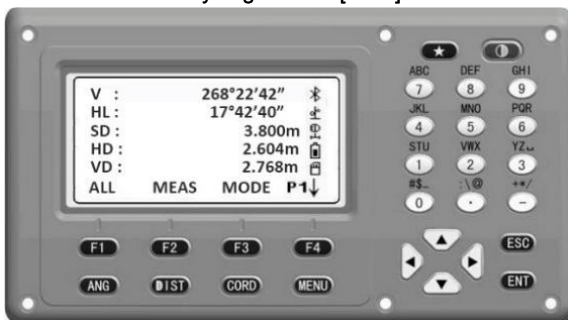 V : 268°22'42"
HL : 17°42'40"
SD : 3.800m
HD : 2.604m
VD : 2.768m
ALL MEAS MODE P1↓
F1 F2 F3 F4
ANG DIST CORD MENU
★
ABC DEF GHI
7 8 9
JKL MNO PQR
4 5 6
STU VWX YZ␣
1 2 3
#$_ :\@ +*/
0 . -
ESC
ENT